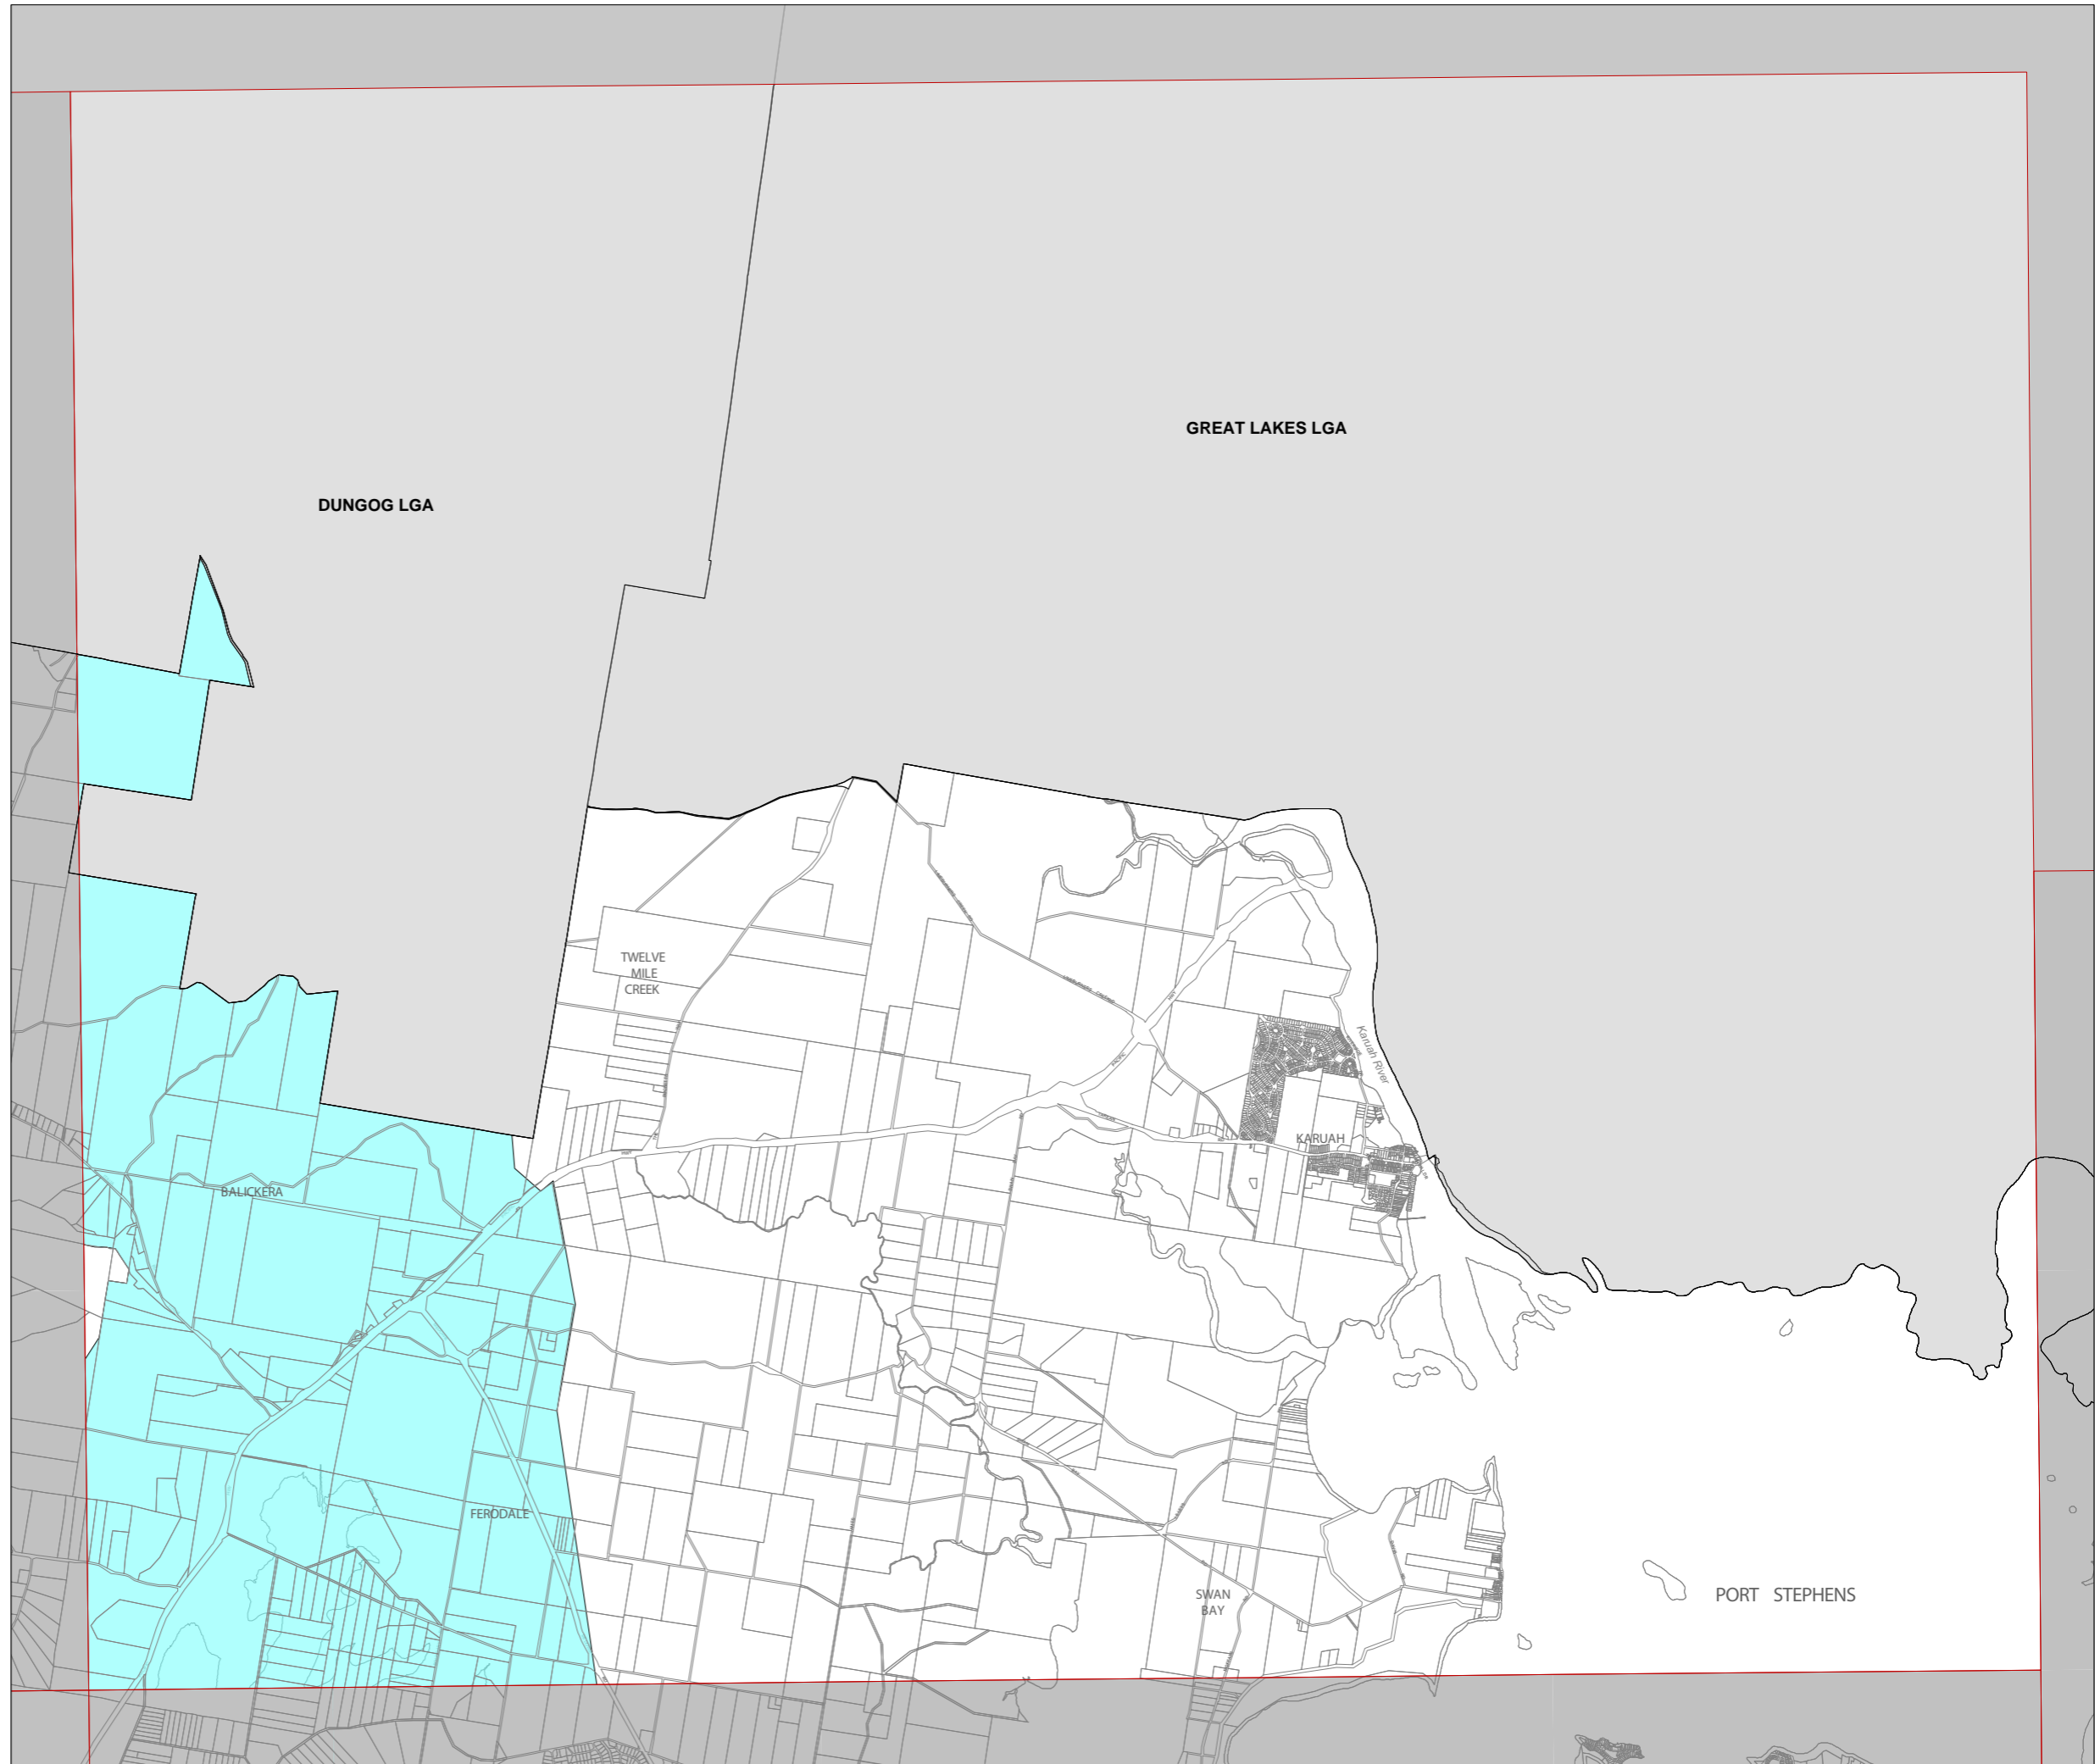 GREAT LAKES LGA
DUNGOG LGA
TWELVE
MILE
CREEK
Karuah River
KARUAH
BALICKERA
FERODALE
SWAN
BAY
PORT STEPHENS